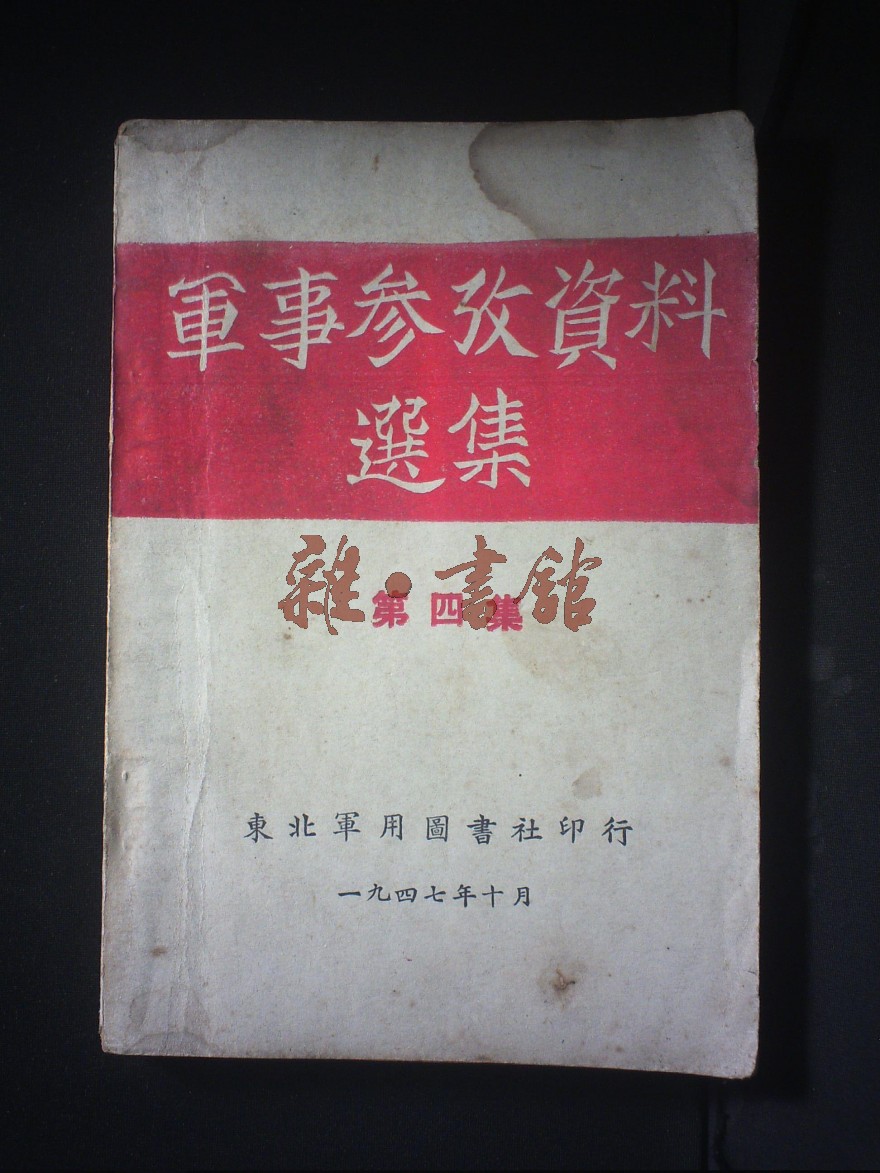 軍事参攷資料
選集
雜·書館
第四集
東北軍用圖書社印行
一九四七年十月